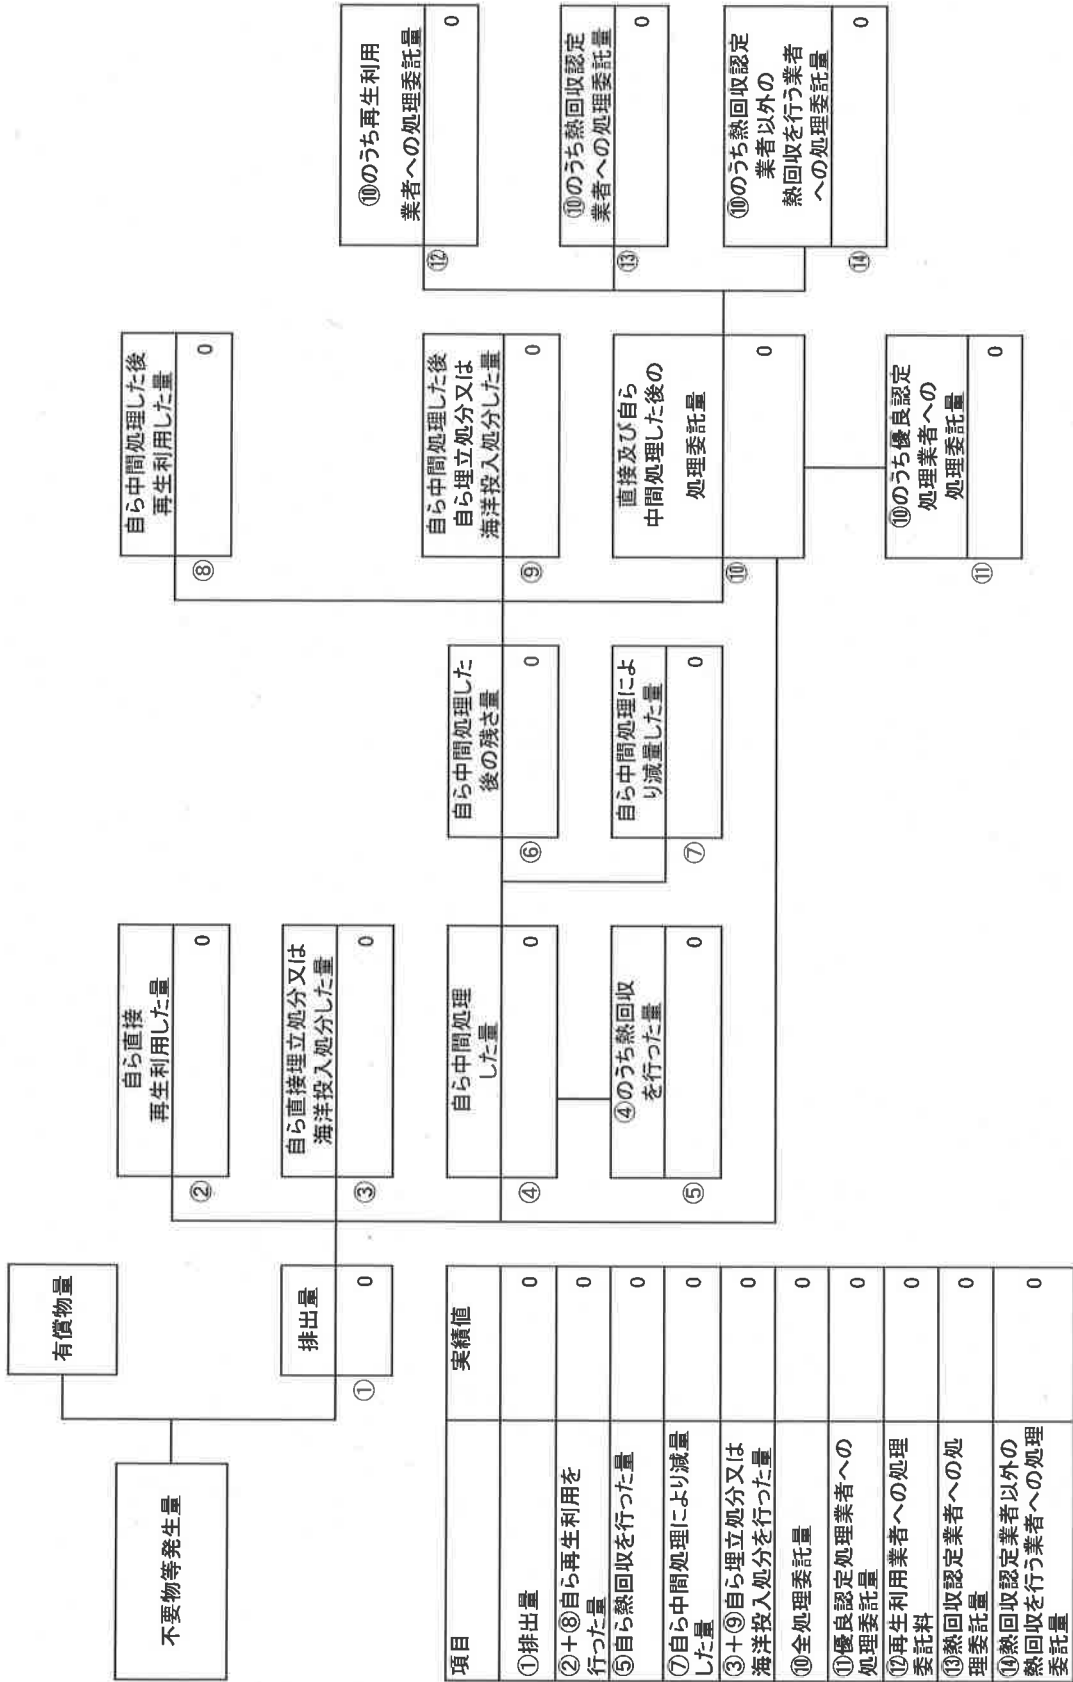 不要物等発生量
有償物量
排出量
① 0
自ら直接
再生利用した量
② 0
自ら直接埋立処分又は
海洋投入処分した量
③ 0
自ら中間処理
した量
④ 0
④のうち熱回収
を行った量
⑤ 0
自ら中間処理した
後の残さ量
⑥ 0
自ら中間処理によ
り減量した量
⑦ 0
自ら中間処理した後
再生利用した量
⑧ 0
自ら中間処理した後
自ら埋立処分又は
海洋投入処分した量
⑨ 0
直接及び自ら
中間処理した後の
処理委託量
⑩ 0
⑩のうち優良認定
処理業者への
処理委託量
⑪ 0
⑩のうち再生利用
業者への処理委託量
⑫ 0
⑩のうち熱回収認定
業者への処理委託量
⑬ 0
⑩のうち熱回収認定
業者以外の
熱回収を行う業者
への処理委託量
⑭ 0
項目 実績値
①排出量 0
②+⑧自ら再生利用を
行った量 0
⑤自ら熱回収を行った量 0
⑦自ら中間処理により減量
した量 0
③+⑨自ら埋立処分又は
海洋投入処分を行った量 0
⑩全処理委託量 0
⑪優良認定処理業者への
処理委託量 0
⑫再生利用業者への処理
委託料 0
⑬熱回収認定業者への処
理委託量 0
⑭熱回収認定業者以外の
熱回収を行う業者への処理
委託量 0